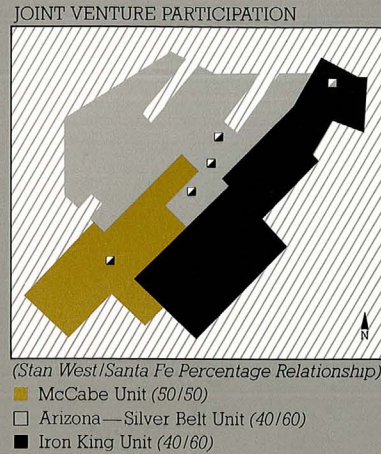 JOINT VENTURE PARTICIPATION
N
(Stan West/Santa Fe Percentage Relationship)
McCabe Unit (50/50)
Arizona—Silver Belt Unit (40/60)
Iron King Unit (40/60)